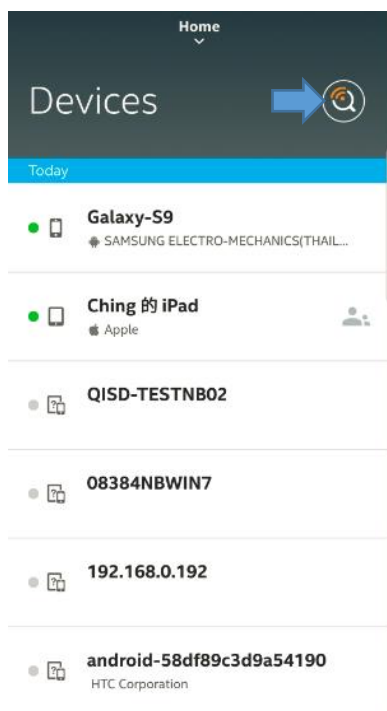 Home
Devices
Today
Galaxy-S9
SAMSUNG ELECTRO-MECHANICS(THAIL...
Ching 的 iPad
Apple
QISD-TESTNB02
08384NBWIN7
192.168.0.192
android-58df89c3d9a54190
HTC Corporation